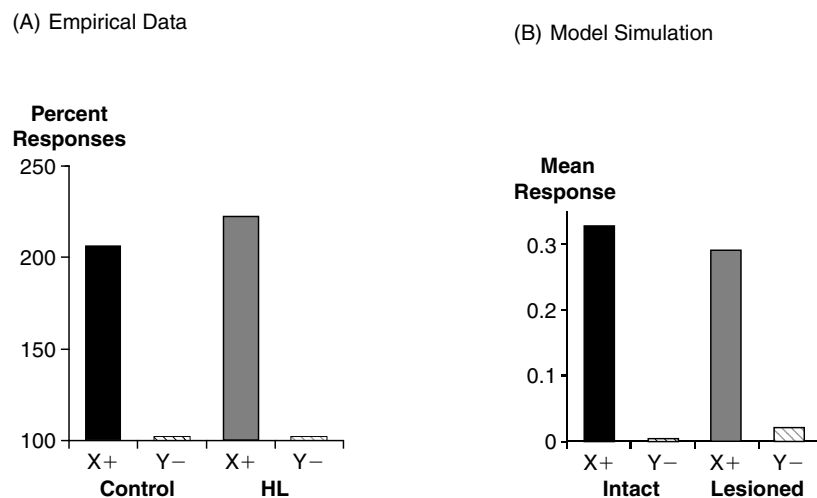 (A) Empirical Data
Percent
Responses
250
200
150
100
X+ Y− X+ Y−
Control HL
(B) Model Simulation
Mean
Response
0.3
0.2
0.1
0
X+ Y− X+ Y−
Intact Lesioned